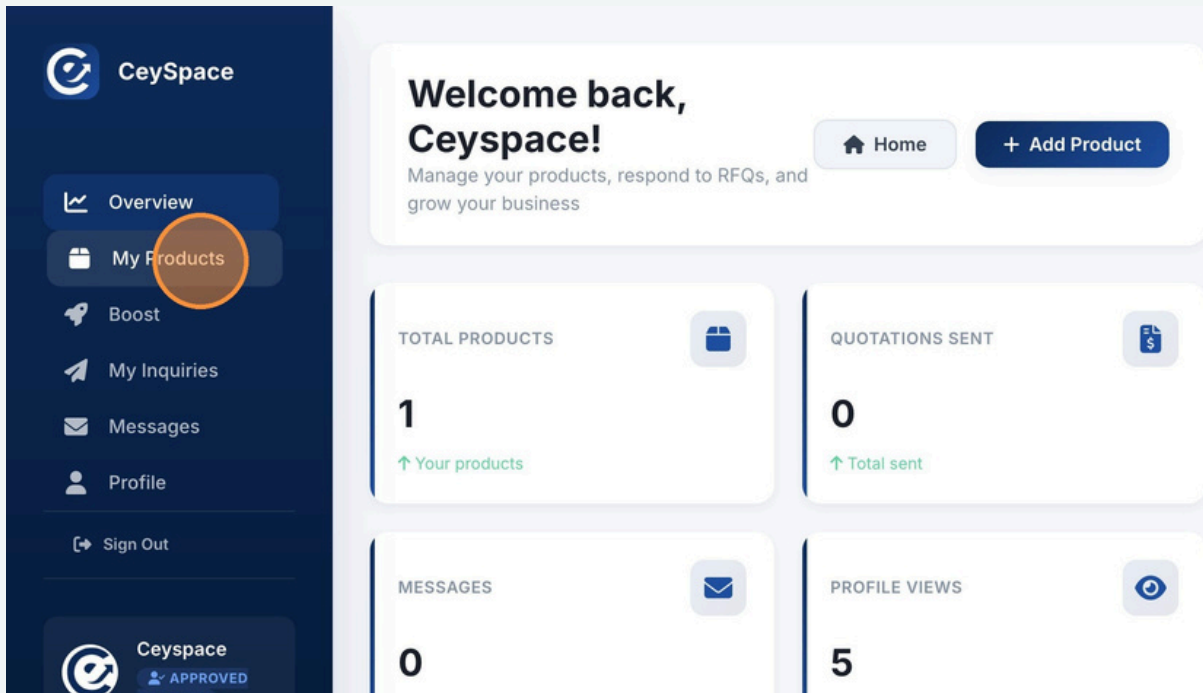 CeySpace
Overview
My Products
Boost
My Inquiries
Messages
Profile
Sign Out
Ceyspace
APPROVED
Welcome back,
Ceyspace!
Manage your products, respond to RFQs, and
grow your business
Home
+ Add Product
TOTAL PRODUCTS
1
↑ Your products
QUOTATIONS SENT
0
↑ Total sent
MESSAGES
0
PROFILE VIEWS
5